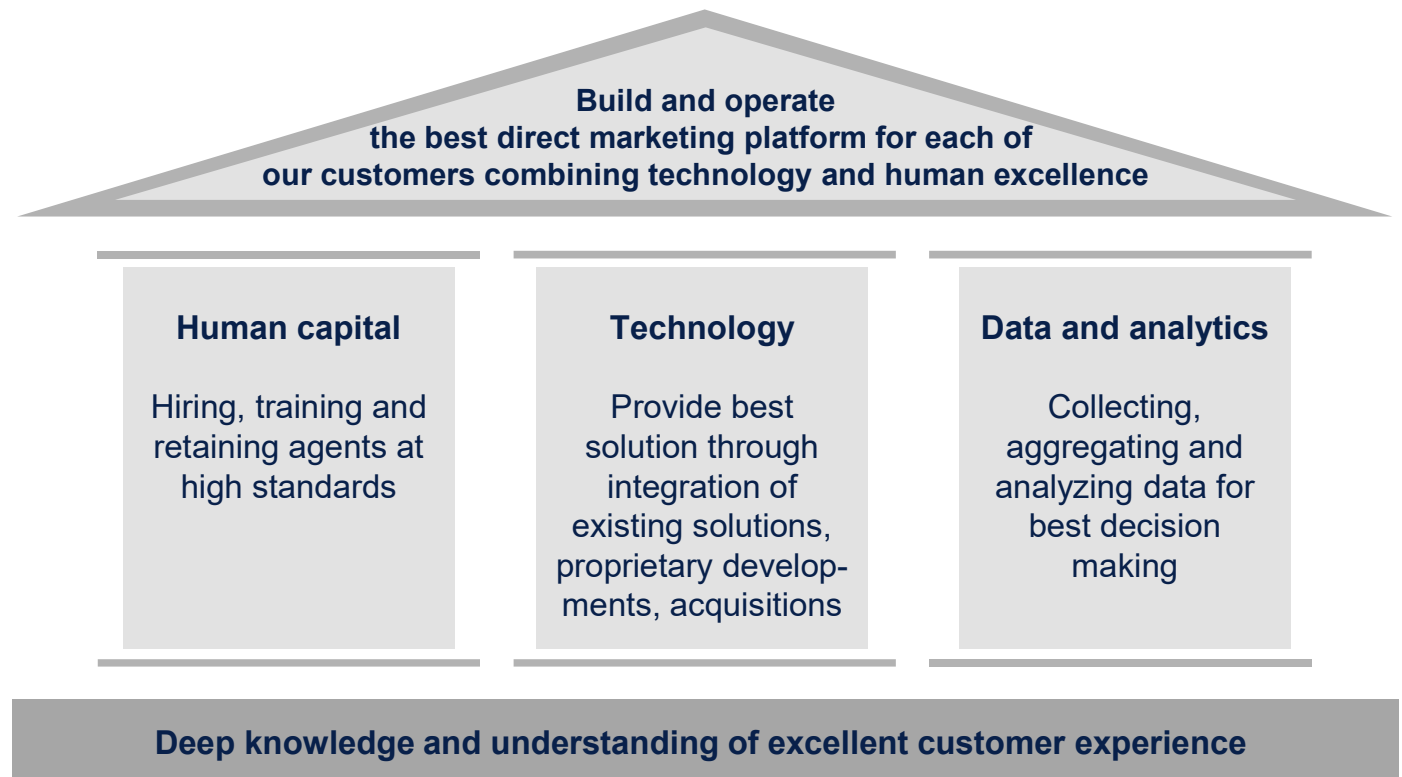 Build and operate
the best direct marketing platform for each of
our customers combining technology and human excellence
Human capital
Hiring, training and
retaining agents at
high standards
Technology
Provide best
solution through
integration of
existing solutions,
proprietary develop-
ments, acquisitions
Data and analytics
Collecting,
aggregating and
analyzing data for
best decision
making
Deep knowledge and understanding of excellent customer experience